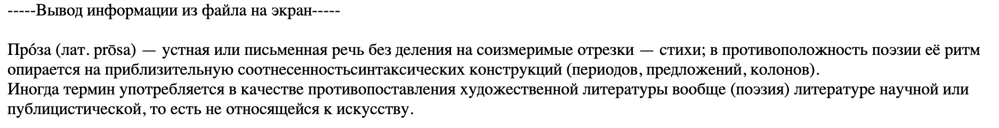 -----Вывод информации из файла на экран-----
Про́за (лат. prōsa) — устная или письменная речь без деления на соизмеримые отрезки — стихи; в противоположность поэзии её ритм
опирается на приблизительную соотнесенностьсинтаксических конструкций (периодов, предложений, колонов).
Иногда термин употребляется в качестве противопоставления художественной литературы вообще (поэзия) литературе научной или
публицистической, то есть не относящейся к искусству.